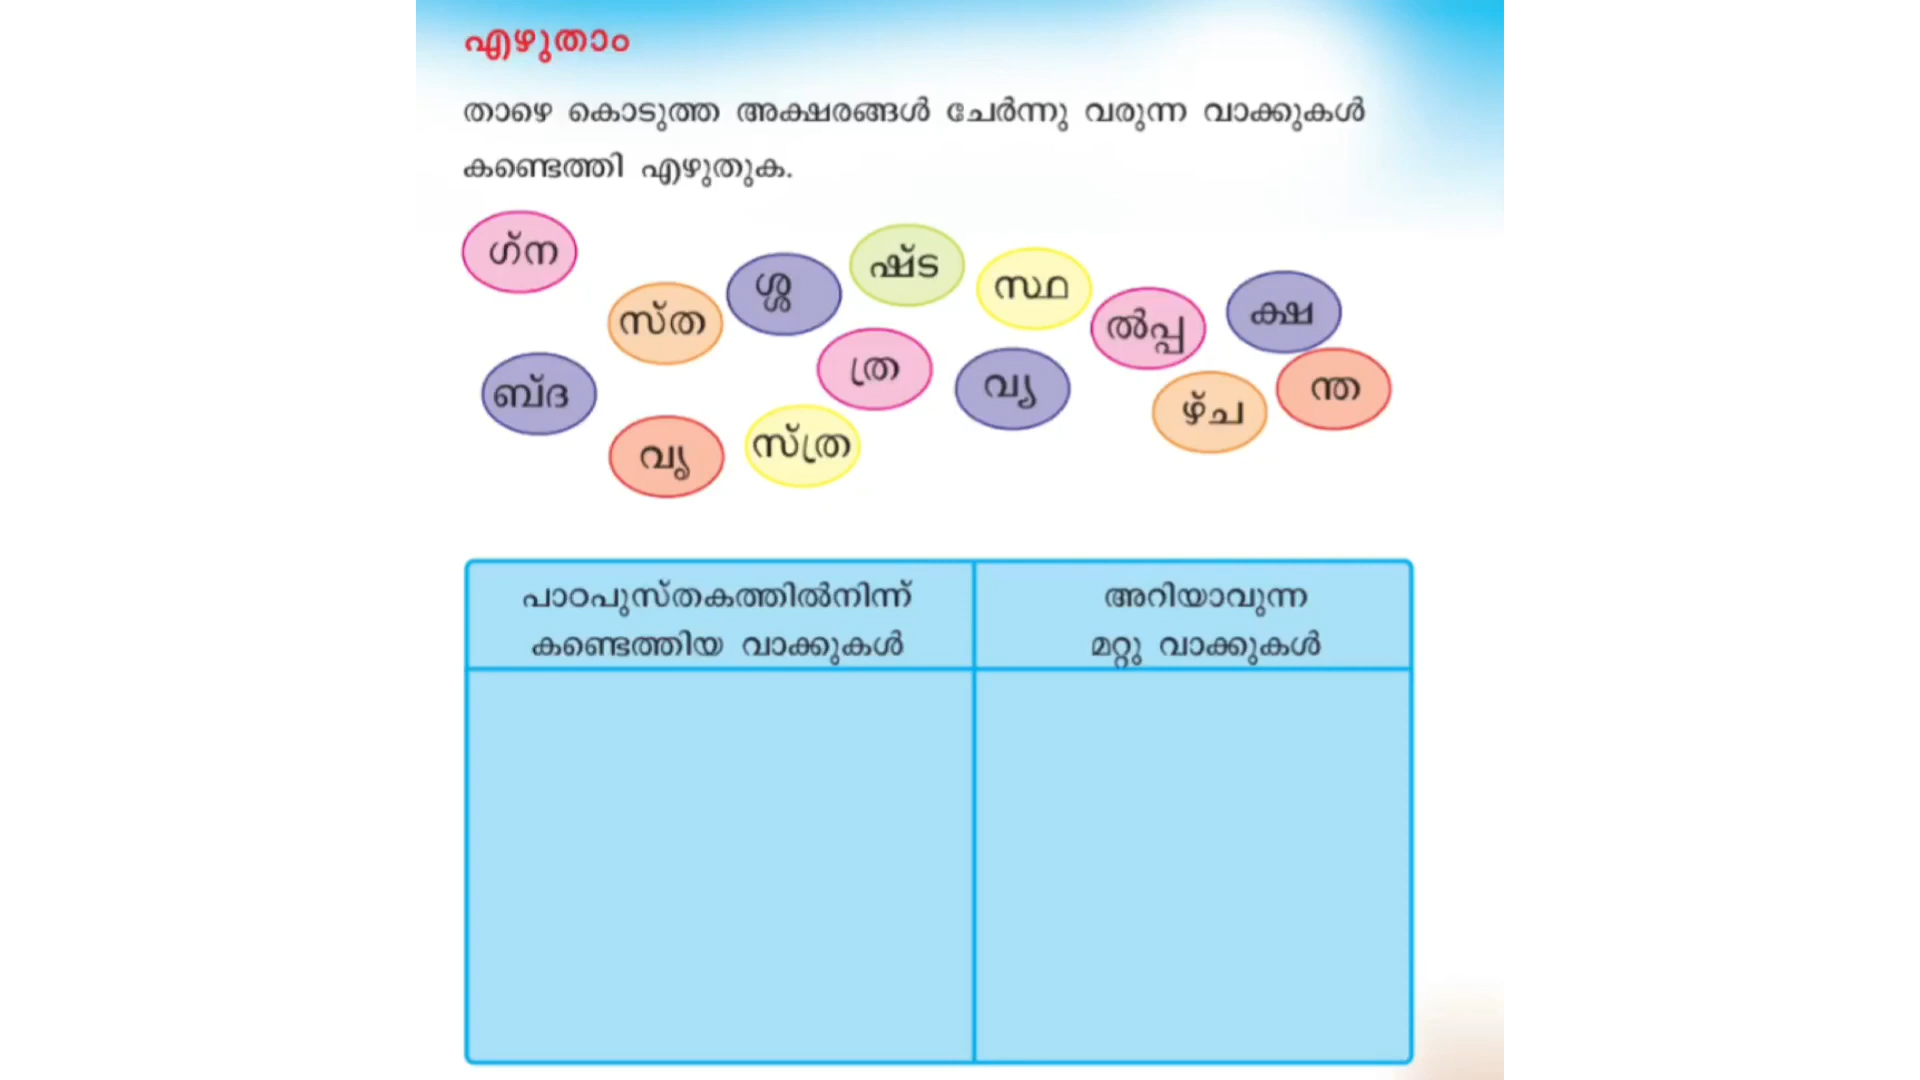 എഴുതാം
താഴെ കൊടുത്ത അക്ഷരങ്ങൾ ചേർന്നു വരുന്ന വാക്കുകൾ
കണ്ടെത്തി എഴുതുക.
ഗ്ന
സ്ത
ശ്ശ
ഷ്ട
സ്ഥ
ൽപ്പ
ക്ഷ
ബ്ദ
ത്ര
വ്യ
ഴ്ച
ന്ത
വൃ
സ്ത്ര
പാഠപുസ്തകത്തിൽനിന്ന്
കണ്ടെത്തിയ വാക്കുകൾ
അറിയാവുന്ന
മറ്റു വാക്കുകൾ